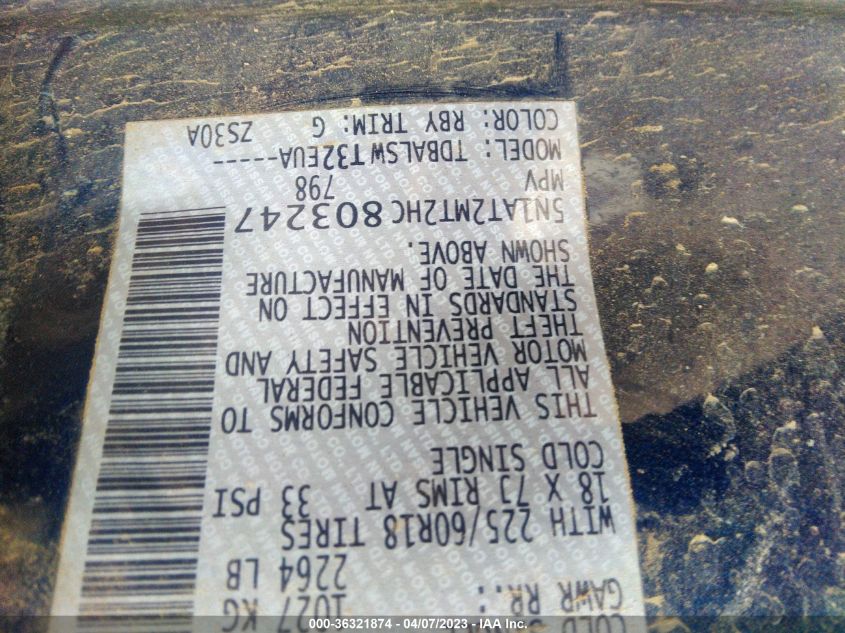 COLD
GAWR RR.: 1027 KG
2264 LB
WITH 225/60R18 TIRES
18 X 7J RIMS AT 33 PSI
COLD SINGLE
THIS VEHICLE CONFORMS TO
ALL APPLICABLE FEDERAL
MOTOR VEHICLE SAFETY AND
THEFT PREVENTION
STANDARDS IN EFFECT ON
THE DATE OF MANUFACTURE
SHOWN ABOVE.
5N1AT2MT2HC803247
MPV 798
MODEL: TDBALSWT32EUA-----
COLOR: RBY TRIM: G ZS30A
000-36321874 - 04/07/2023 - IAA Inc.